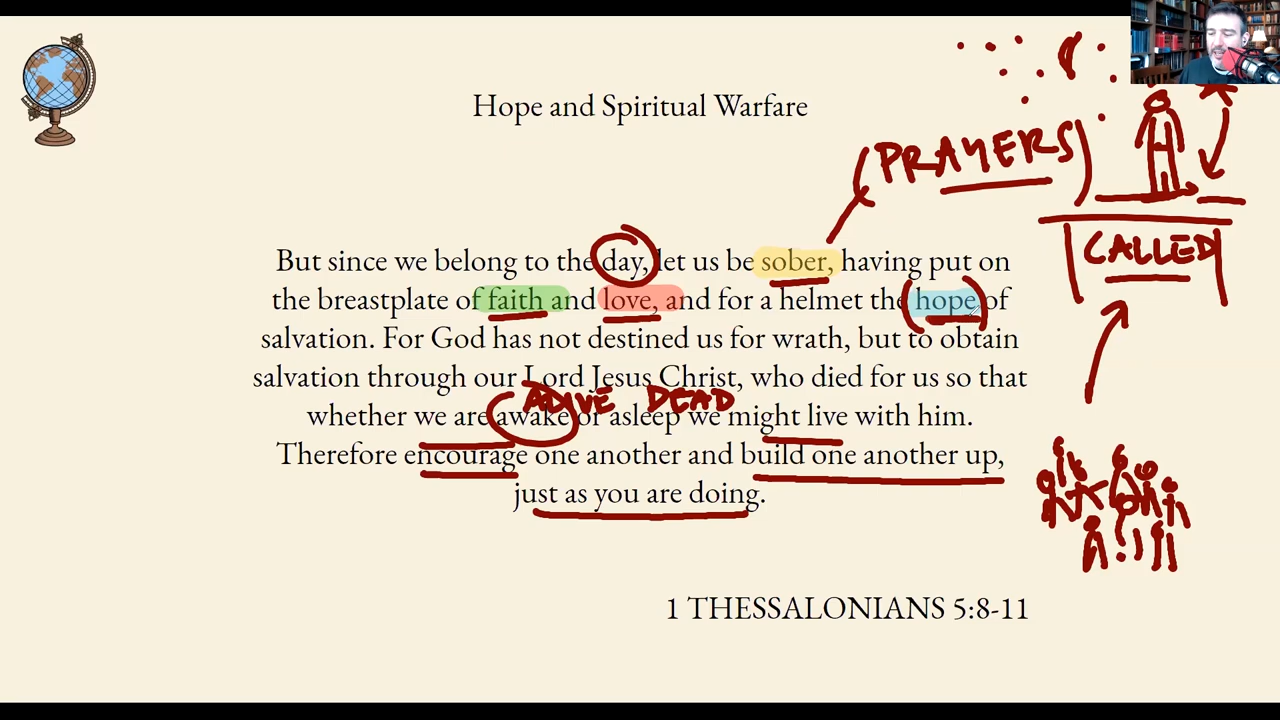 Hope and Spiritual Warfare
(PRAYERS)
CALLED
But since we belong to the day, let us be sober, having put on
the breastplate of faith and love, and for a helmet the hope of
salvation. For God has not destined us for wrath, but to obtain
salvation through our Lord Jesus Christ, who died for us so that
ALIVE DEAD
whether we are awake or asleep we might live with him.
Therefore encourage one another and build one another up,
just as you are doing.
1 THESSALONIANS 5:8-11